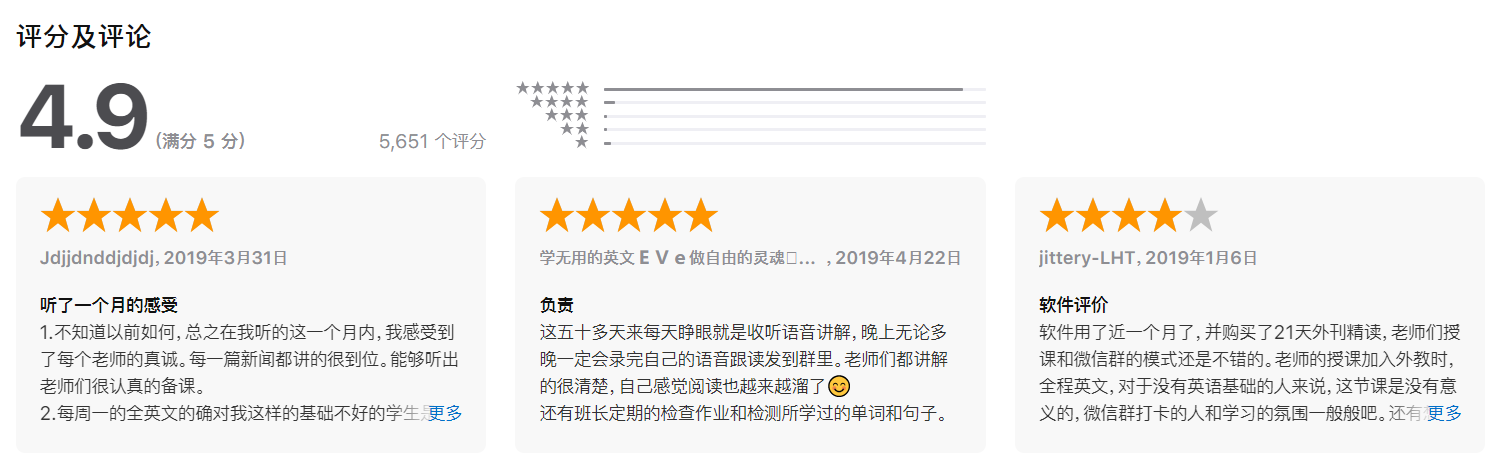 评分及评论
4.9 (满分 5 分)
5,651 个评分
★★★★★
★★★★
★★★
★★
★
Jdjjdnddjdjdj, 2019年3月31日
听了一个月的感受
1.不知道以前如何，总之在我听的这一个月内，我感受到
了每个老师的真诚。每一篇新闻都讲的很到位。能够听出
老师们很认真的备课。
2.每周一的全英文的确对我这样的基础不好的学生是 更多
学无用的英文 E V e 做自由的灵魂□… , 2019年4月22日
负责
这五十多天来每天睁眼就是收听语音讲解，晚上无论多
晚一定会录完自己的语音跟读发到群里。老师们都讲解
的很清楚，自己感觉阅读也越来越溜了😊
还有班长定期的检查作业和检测所学过的单词和句子。
jittery-LHT, 2019年1月6日
软件评价
软件用了近一个月了，并购买了21天外刊精读，老师们授
课和微信群的模式还是不错的。老师的授课加入外教时，
全程英文，对于没有英语基础的人来说，这节课是没有意
义的，微信群打卡的人和学习的氛围一般般吧。还有 更多